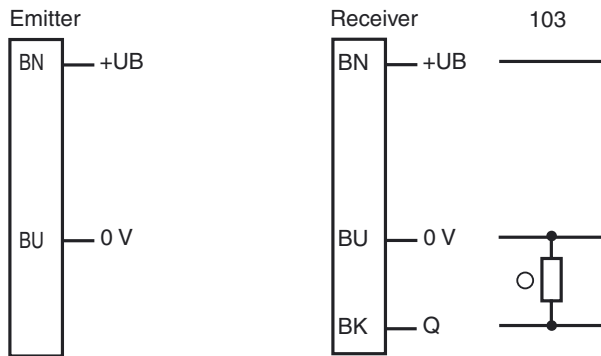 Emitter
BN +UB
BU 0 V
Receiver
BN +UB
BU 0 V
BK Q
103